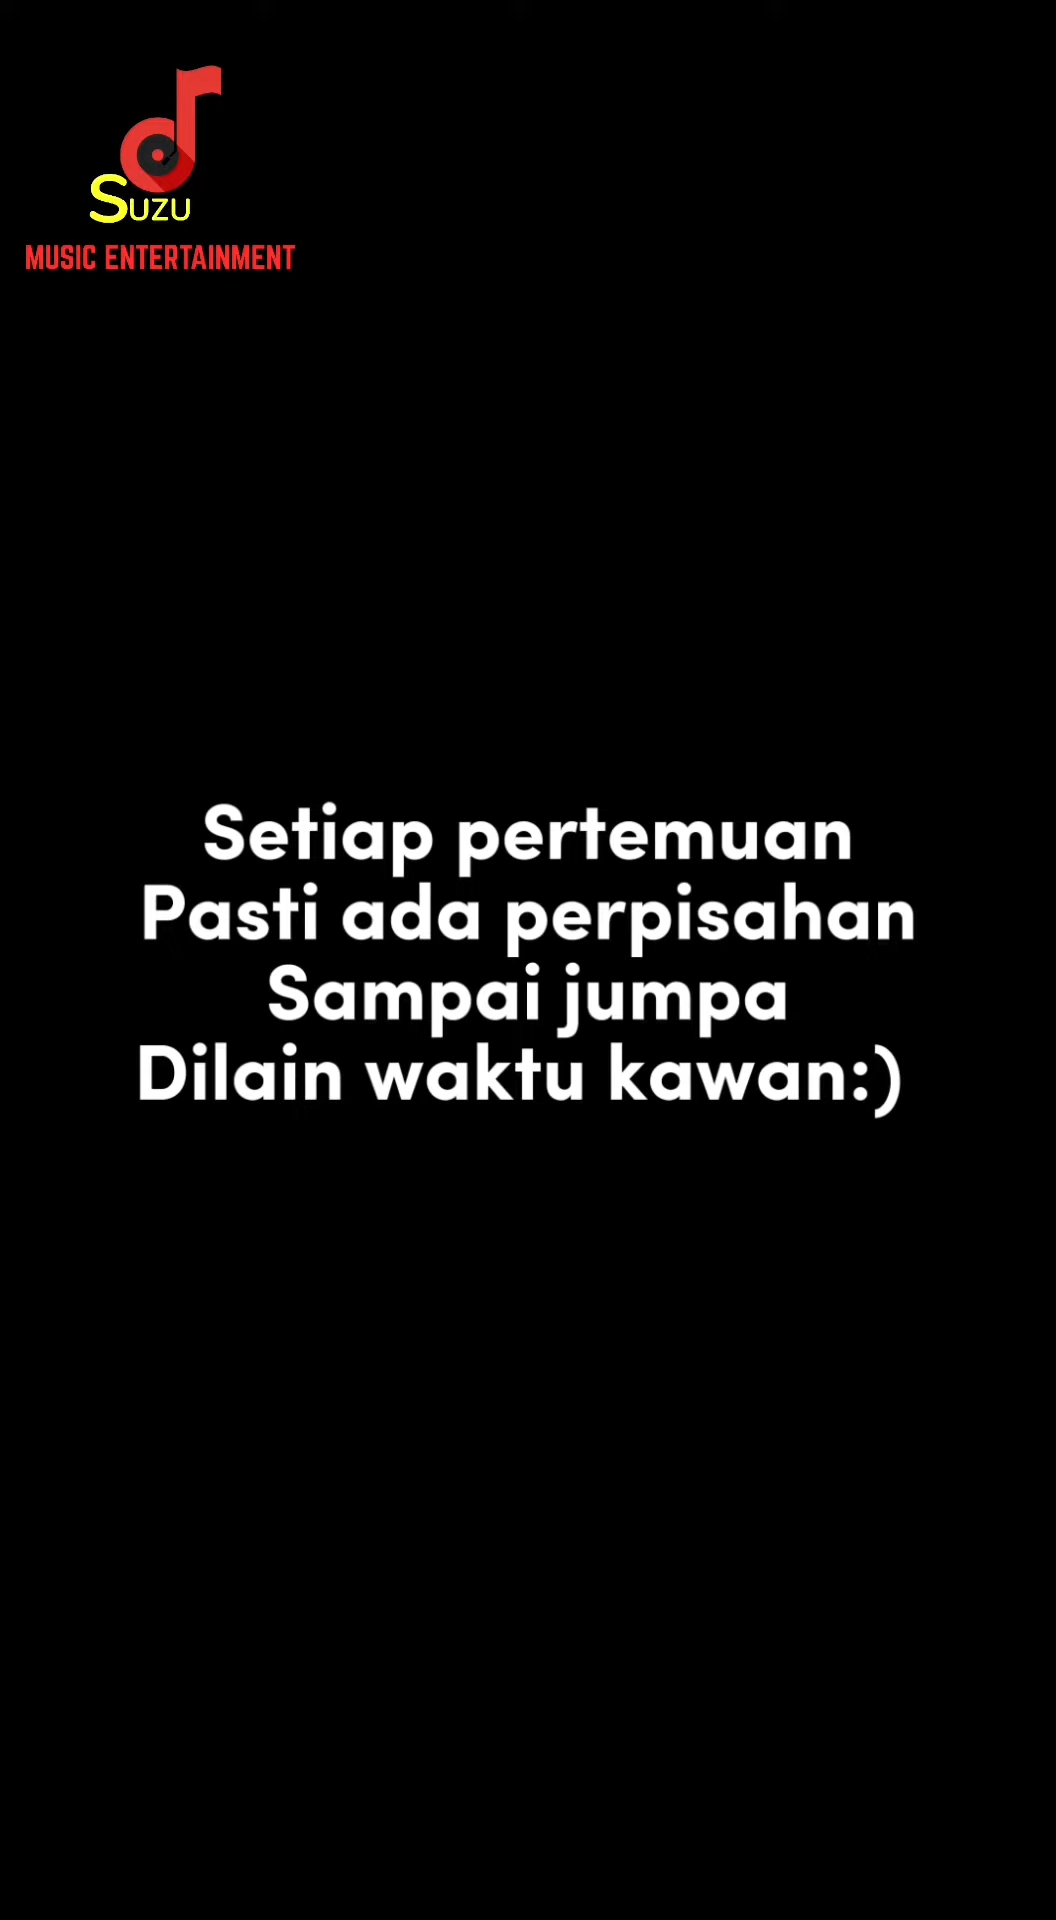 Suzu
MUSIC ENTERTAINMENT
Setiap pertemuan
Pasti ada perpisahan
Sampai jumpa
Dilain waktu kawan:)